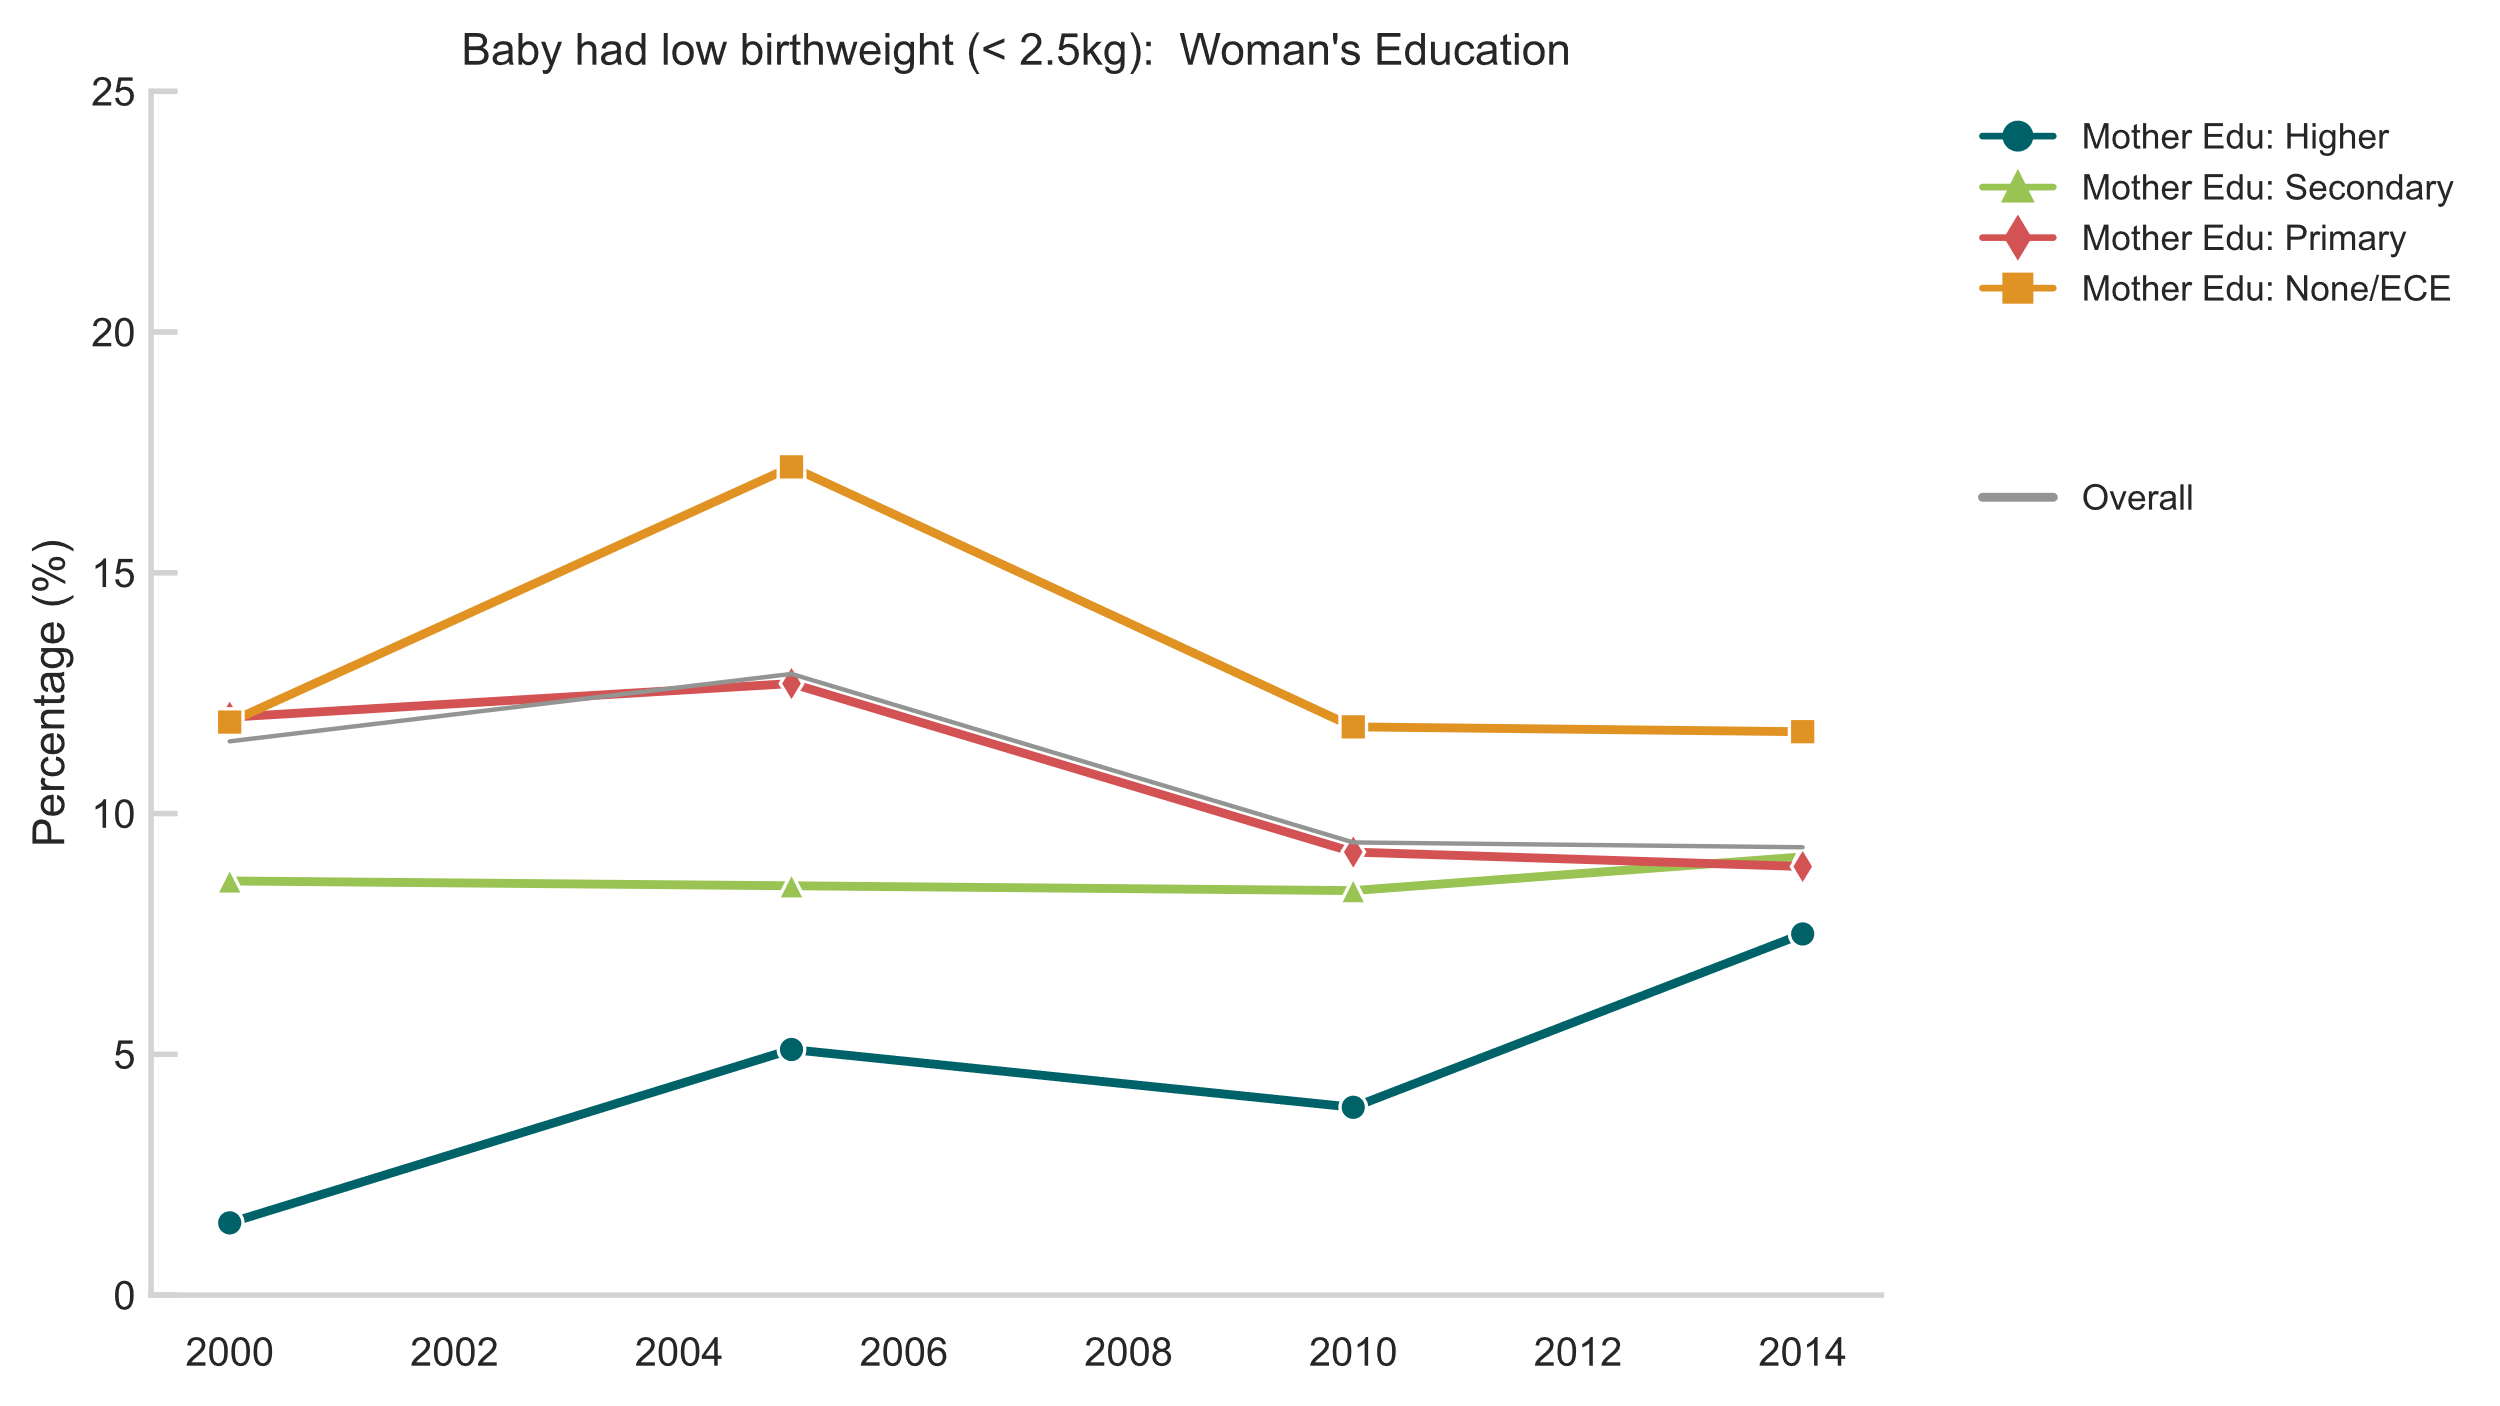 Baby had low birthweight (< 2.5kg):  Woman's Education
25
20
15
10
5
0
Percentage (%)
2000 2002 2004 2006 2008 2010 2012 2014
Mother Edu: Higher
Mother Edu: Secondary
Mother Edu: Primary
Mother Edu: None/ECE
Overall